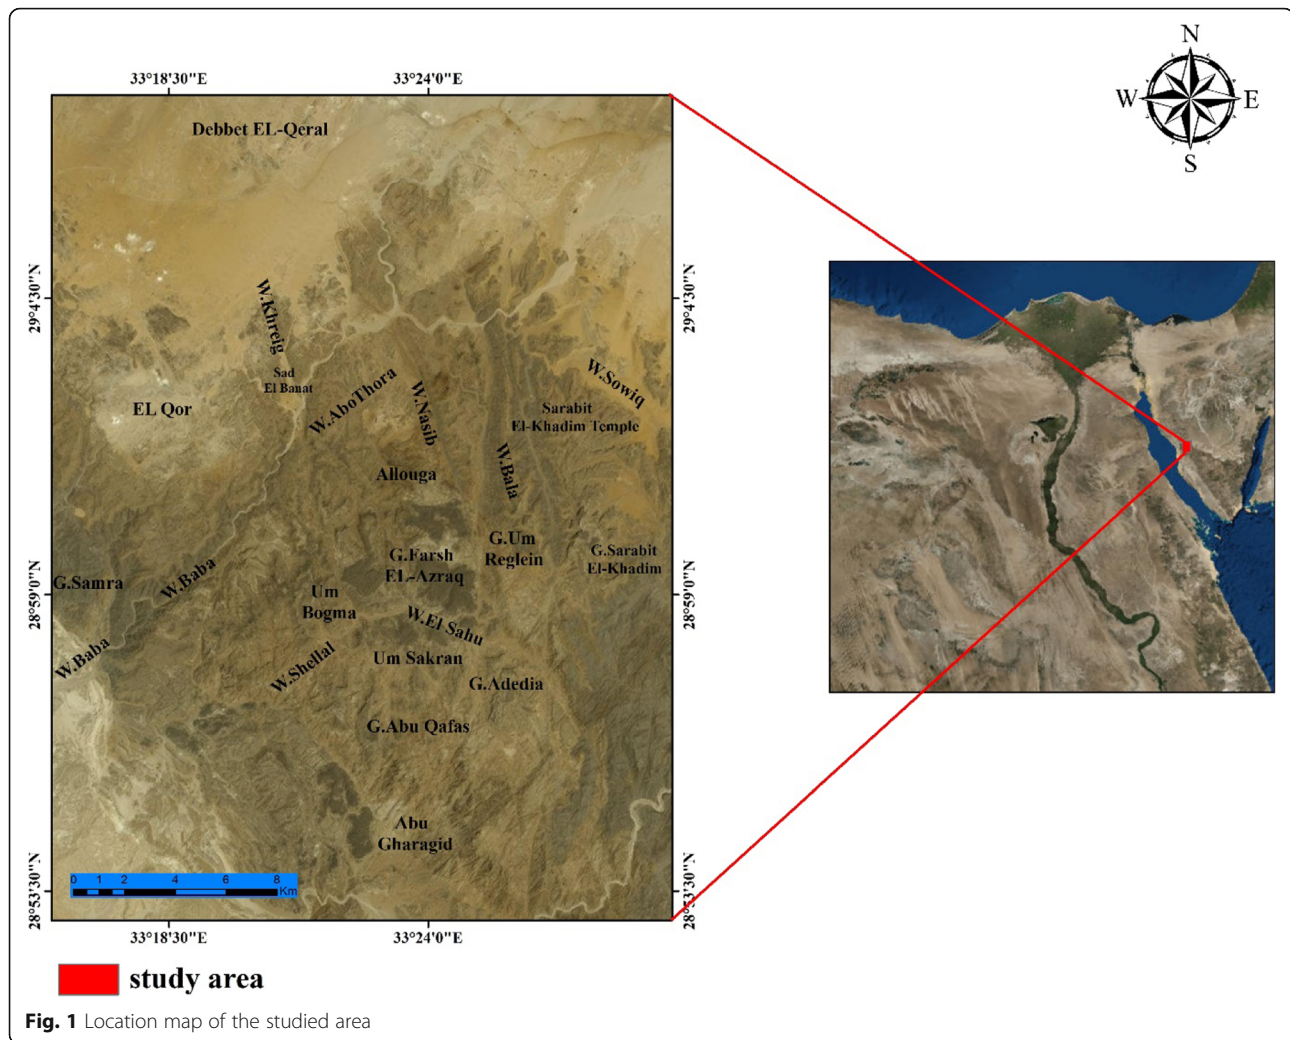 N
W
E
S
33°18'30"E
33°24'0"E
Debbet EL-Qeral
29°4'30"N
29°4'30"N
W.Khreig
Sad
El Banat
W.AboThora
W.Nasib
W.Sowiq
EL Qor
Sarabit
El-Khadim Temple
Allouga
W.Bala
G.Um
Reglein
G.Farsh
EL-Azraq
G.Sarabit
El-Khadim
G.Samra
W.Baba
Um
Bogma
28°59'0"N
28°59'0"N
W.El Sahu
W.Baba
W.Shellal
Um Sakran
G.Adedia
G.Abu Qafas
Abu
Gharagid
28°53'30"N
28°53'30"N
0 1 2 4 6 8
Km
33°18'30"E
33°24'0"E
study area
Fig. 1 Location map of the studied area